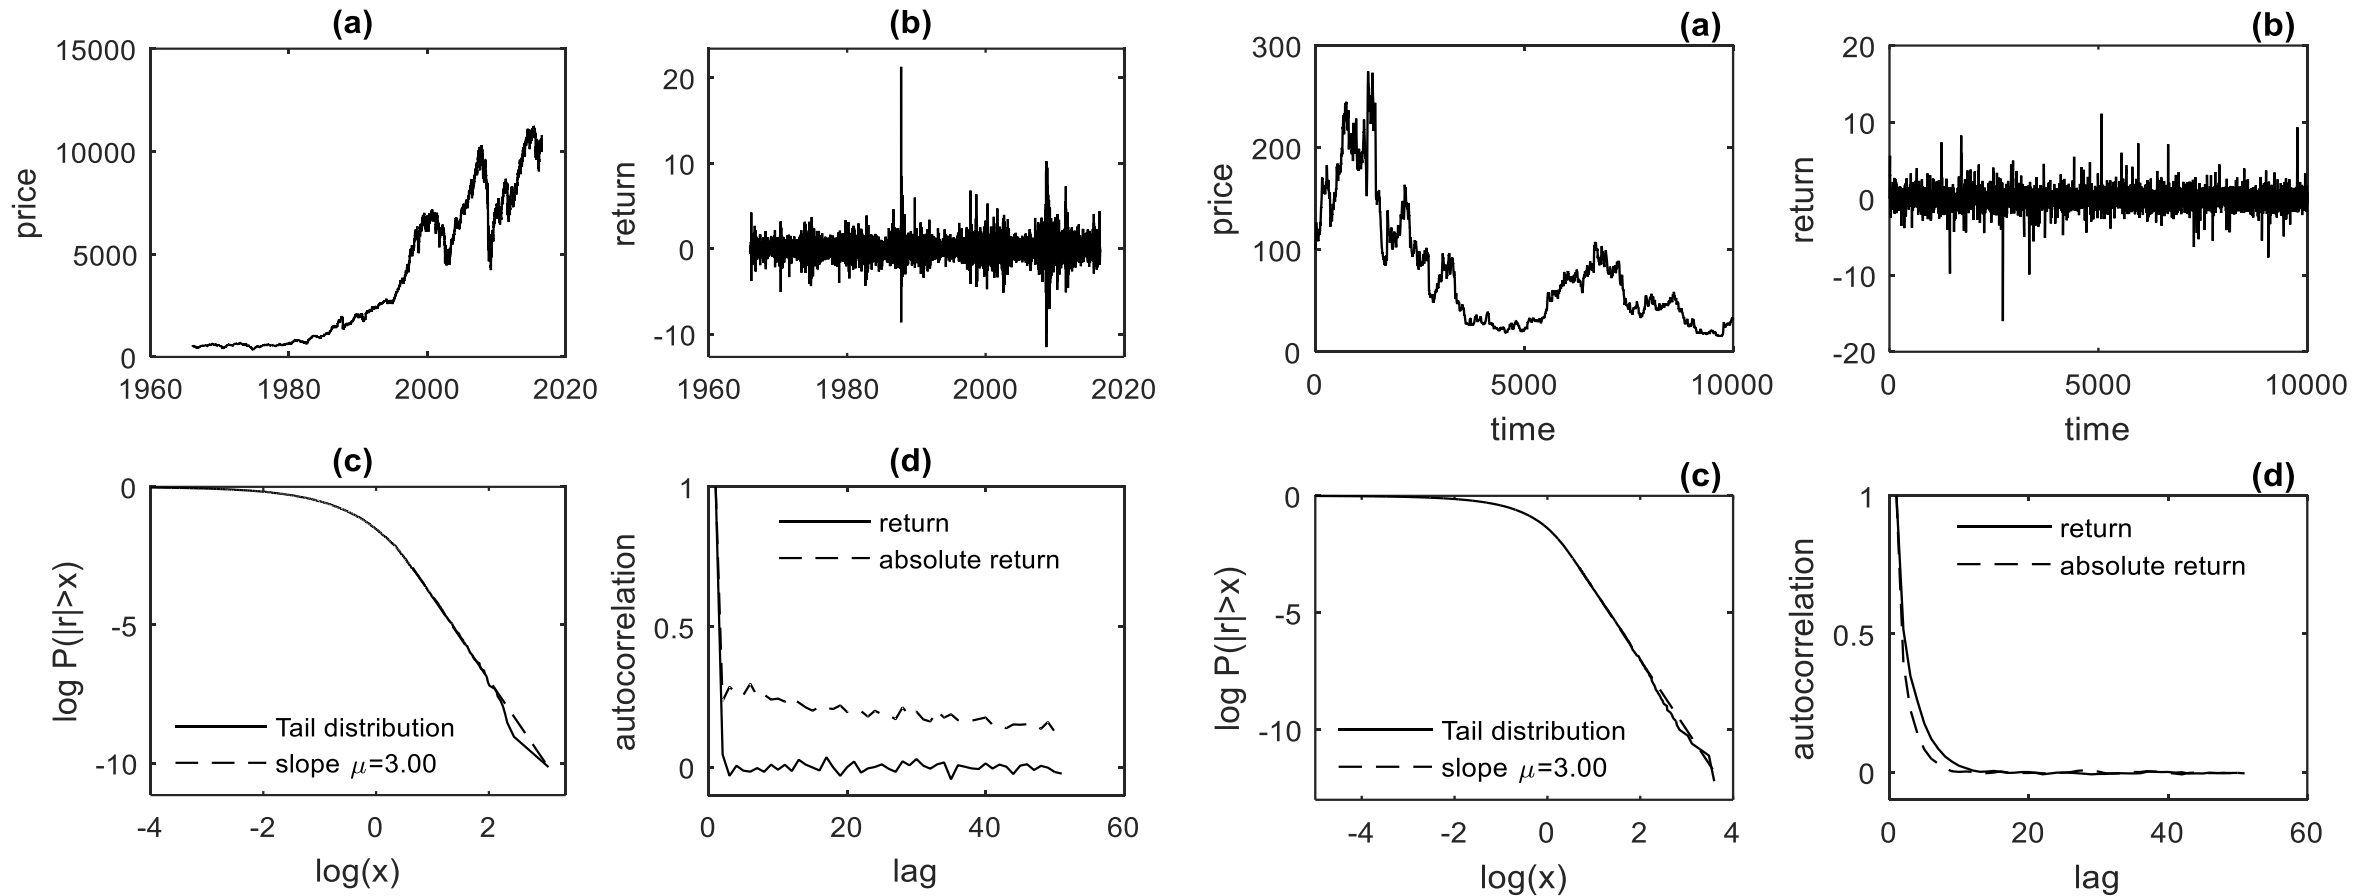 (a)
15000
10000
5000
0
price
1960 1980 2000 2020
(b)
20
10
0
-10
return
1960 1980 2000 2020
(a)
300
200
100
0
price
0 5000 10000
time
(b)
20
10
0
-10
-20
return
0 5000 10000
time
(c)
0
-5
-10
log P(|r|>x)
Tail distribution
slope μ=3.00
-4 -2 0 2
log(x)
(d)
1
0.5
0
autocorrelation
return
absolute return
0 20 40 60
lag
(c)
0
-5
-10
log P(|r|>x)
Tail distribution
slope μ=3.00
-4 -2 0 2 4
log(x)
(d)
1
0.5
0
autocorrelation
return
absolute return
0 20 40 60
lag